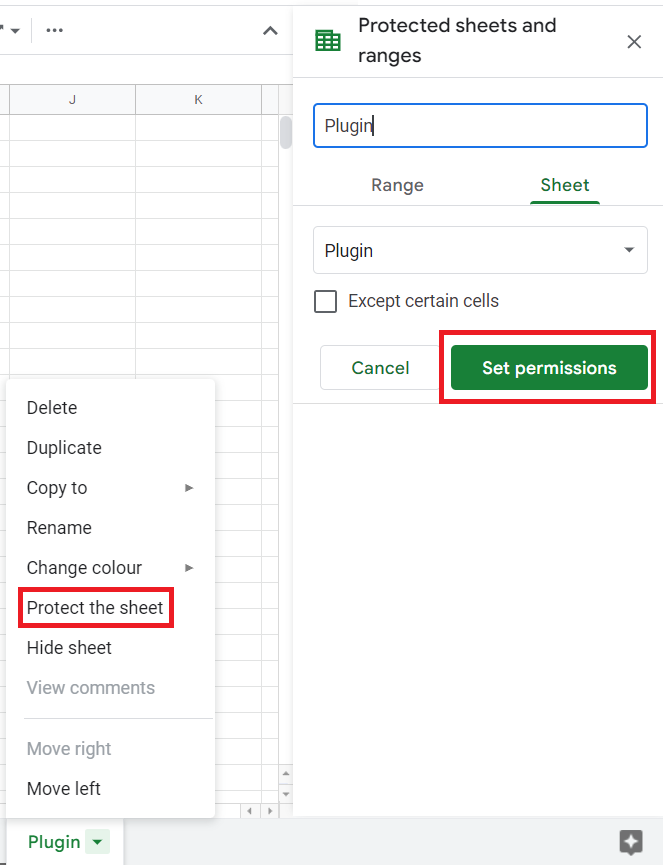 Protected sheets and
ranges
J
K
Plugin
Range
Sheet
Plugin
Except certain cells
Cancel
Set permissions
Delete
Duplicate
Copy to
Rename
Change colour
Protect the sheet
Hide sheet
View comments
Move right
Move left
Plugin